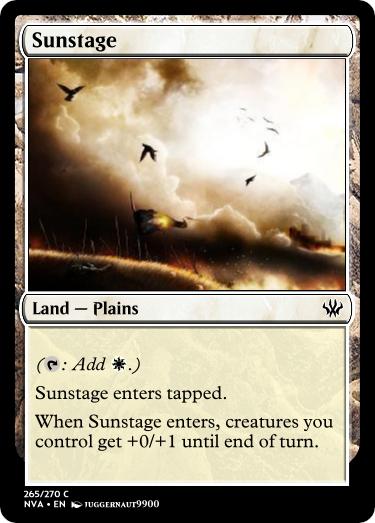 Sunstage
Land — Plains
(: Add .)
Sunstage enters tapped.
When Sunstage enters, creatures you
control get +0/+1 until end of turn.
265/270 C
NVA • EN JUGGERNAUT9900